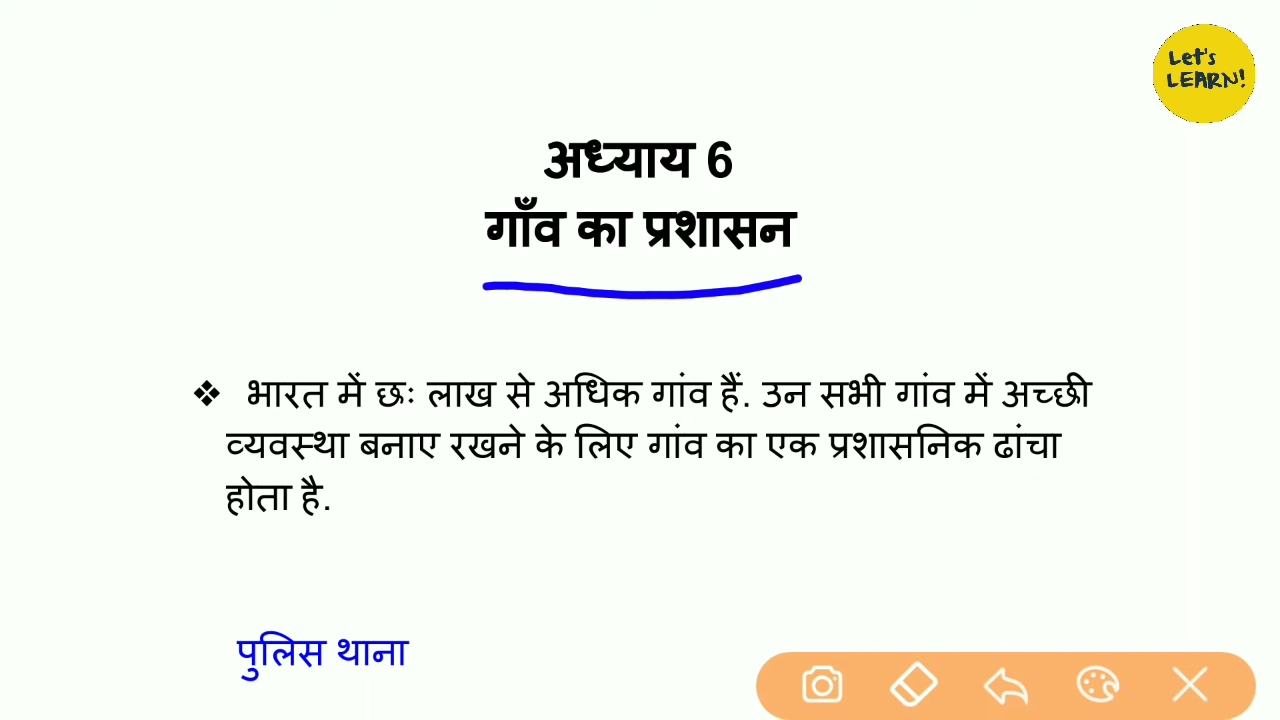 Let's
LEARN!
अध्याय 6
गाँव का प्रशासन
❖ भारत में छः लाख से अधिक गांव हैं. उन सभी गांव में अच्छी
व्यवस्था बनाए रखने के लिए गांव का एक प्रशासनिक ढांचा
होता है.
पुलिस थाना